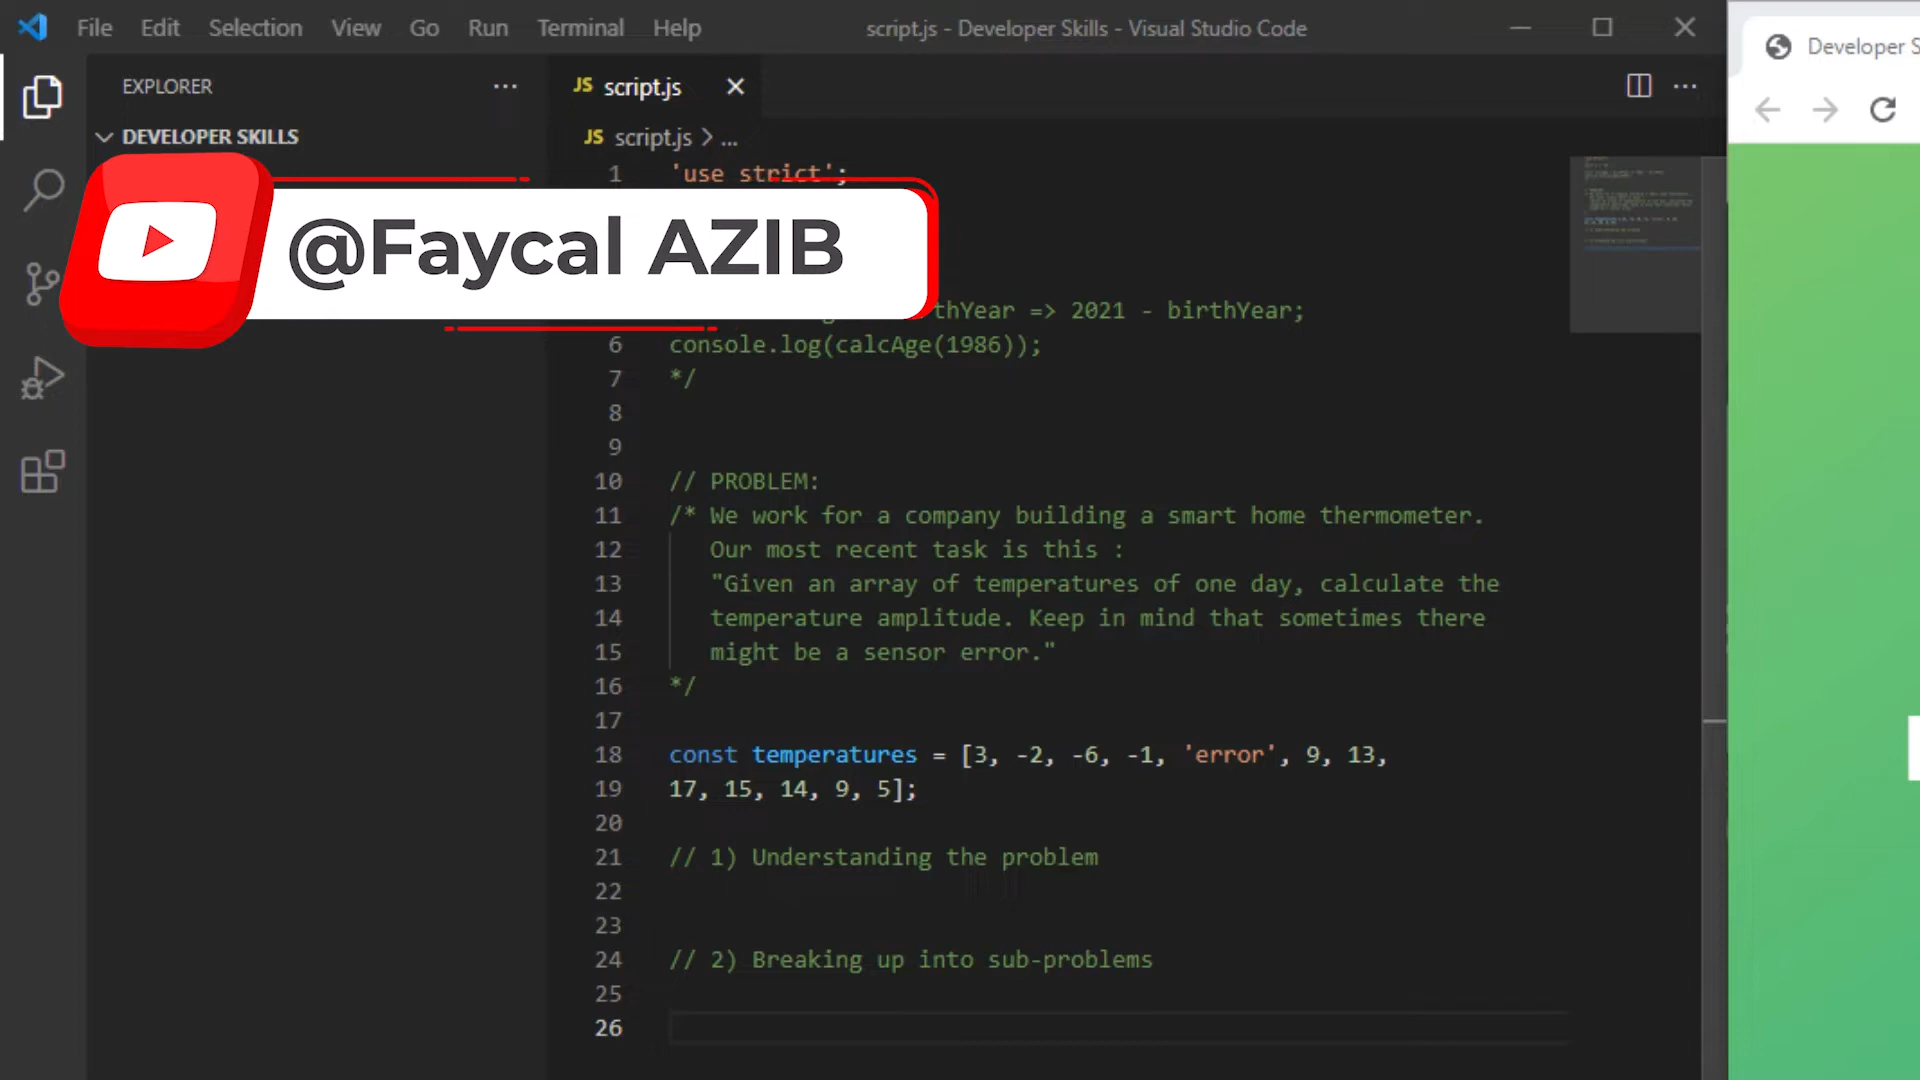 File Edit Selection View Go Run Terminal Help
script.js - Developer Skills - Visual Studio Code
Developer S
EXPLORER
JS script.js
DEVELOPER SKILLS
JS script.js > ...
@Faycal AZIB
1 'use strict';
thYear => 2021 - birthYear;
6 console.log(calcAge(1986));
7 */
8
9
10 // PROBLEM:
11 /* We work for a company building a smart home thermometer.
12 Our most recent task is this :
13 "Given an array of temperatures of one day, calculate the
14 temperature amplitude. Keep in mind that sometimes there
15 might be a sensor error."
16 */
17
18 const temperatures = [3, -2, -6, -1, 'error', 9, 13,
19 17, 15, 14, 9, 5];
20
21 // 1) Understanding the problem
22
23
24 // 2) Breaking up into sub-problems
25
26